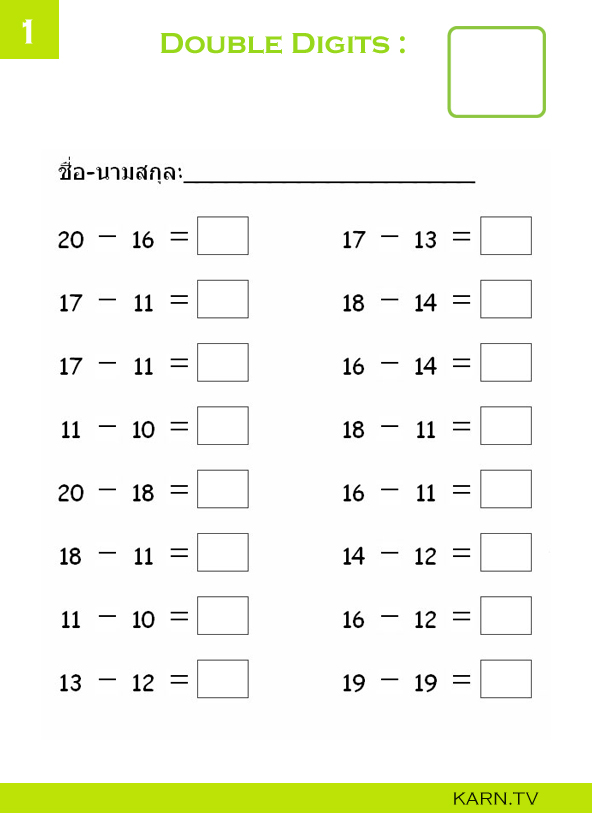 1
DOUBLE DIGITS :
ชื่อ-นามสกุล:________________________
20 – 16 = 17 – 13 =
17 – 11 = 18 – 14 =
17 – 11 = 16 – 14 =
11 – 10 = 18 – 11 =
20 – 18 = 16 – 11 =
18 – 11 = 14 – 12 =
11 – 10 = 16 – 12 =
13 – 12 = 19 – 19 =
KARN.TV